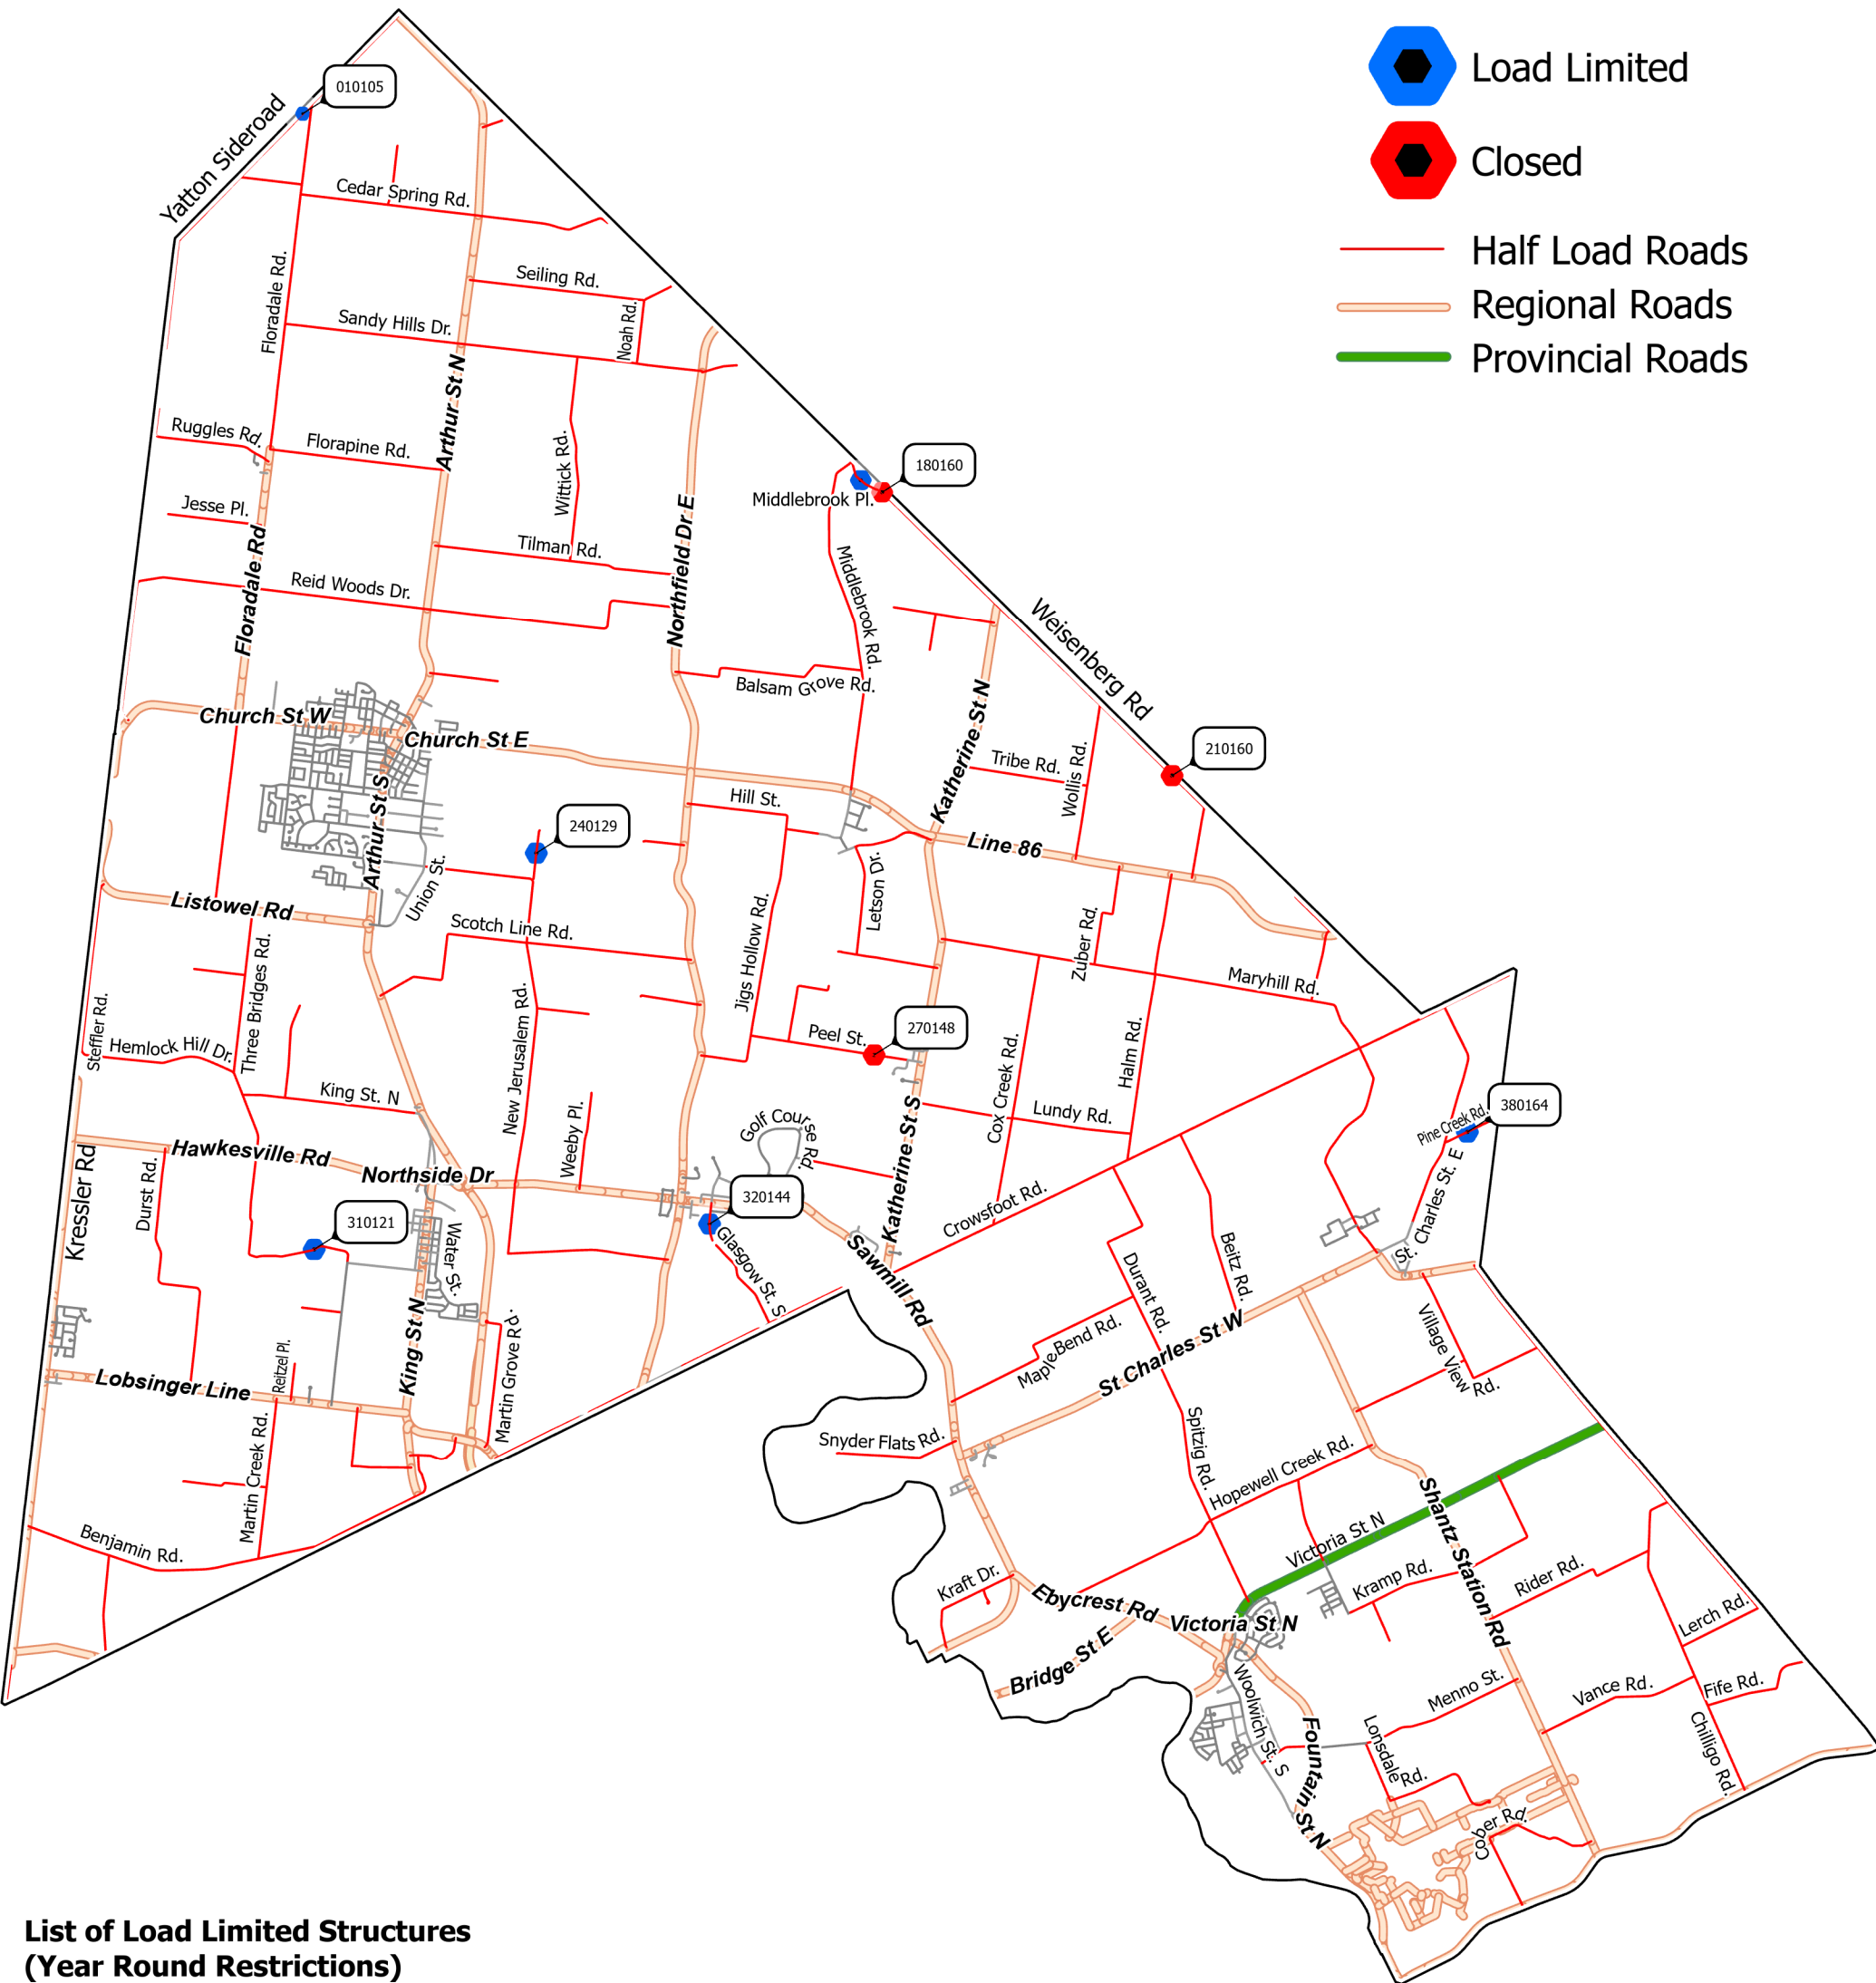 Load Limited
Closed
Half Load Roads
Regional Roads
Provincial Roads
010105
Yatton Sideroad
Cedar Spring Rd.
Floradale Rd.
Seiling Rd.
Noah Rd.
Sandy Hills Dr.
Arthur St N
Ruggles Rd.
Florapine Rd.
Wittick Rd.
180160
Middlebrook Pl.
Jesse Pl.
Northfield Dr E
Tilman Rd.
Middlebrook Rd.
Floradale Rd
Reid Woods Dr.
Weisenberg Rd
Balsam Grove Rd.
Katherine St N
Church St W
Church St E
210160
Tribe Rd.
Wollis Rd.
Hill St.
240129
Arthur St S
Line 86
Union St.
Letson Dr.
Listowel Rd
Scotch Line Rd.
Jigs Hollow Rd.
Zuber Rd.
Maryhill Rd.
Three Bridges Rd.
Steffler Rd.
New Jerusalem Rd.
Peel St.
270148
Hemlock Hill Dr.
Cox Creek Rd.
Halm Rd.
King St. N
Lundy Rd.
Pine Creek Rd.
380164
Weeby Pl.
Golf Course Rd.
Katherine St S
Hawkesville Rd
Northside Dr
Kressler Rd
Durst Rd.
320144
310121
Water St.
Glasgow St. S
Sawmill Rd
Crowsfoot Rd.
Beitz Rd.
St. Charles St. E
Durant Rd.
King St N
Martin Grove Rd.
Reitzel Pl.
Maple Bend Rd.
St Charles St W
Village View Rd.
Lobsinger Line
Martin Creek Rd.
Snyder Flats Rd.
Spitzig Rd.
Hopewell Creek Rd.
Shantz Station Rd
Benjamin Rd.
Victoria St N
Kraft Dr.
Kramp Rd.
Rider Rd.
Ebycrest Rd
Victoria St N
Lerch Rd.
Bridge St E
Woolwich St. S
Menno St.
Vance Rd.
Fife Rd.
Fountain St N
Lonsdale Rd.
Chilligo Rd.
Cober Rd.
List of Load Limited Structures
(Year Round Restrictions)